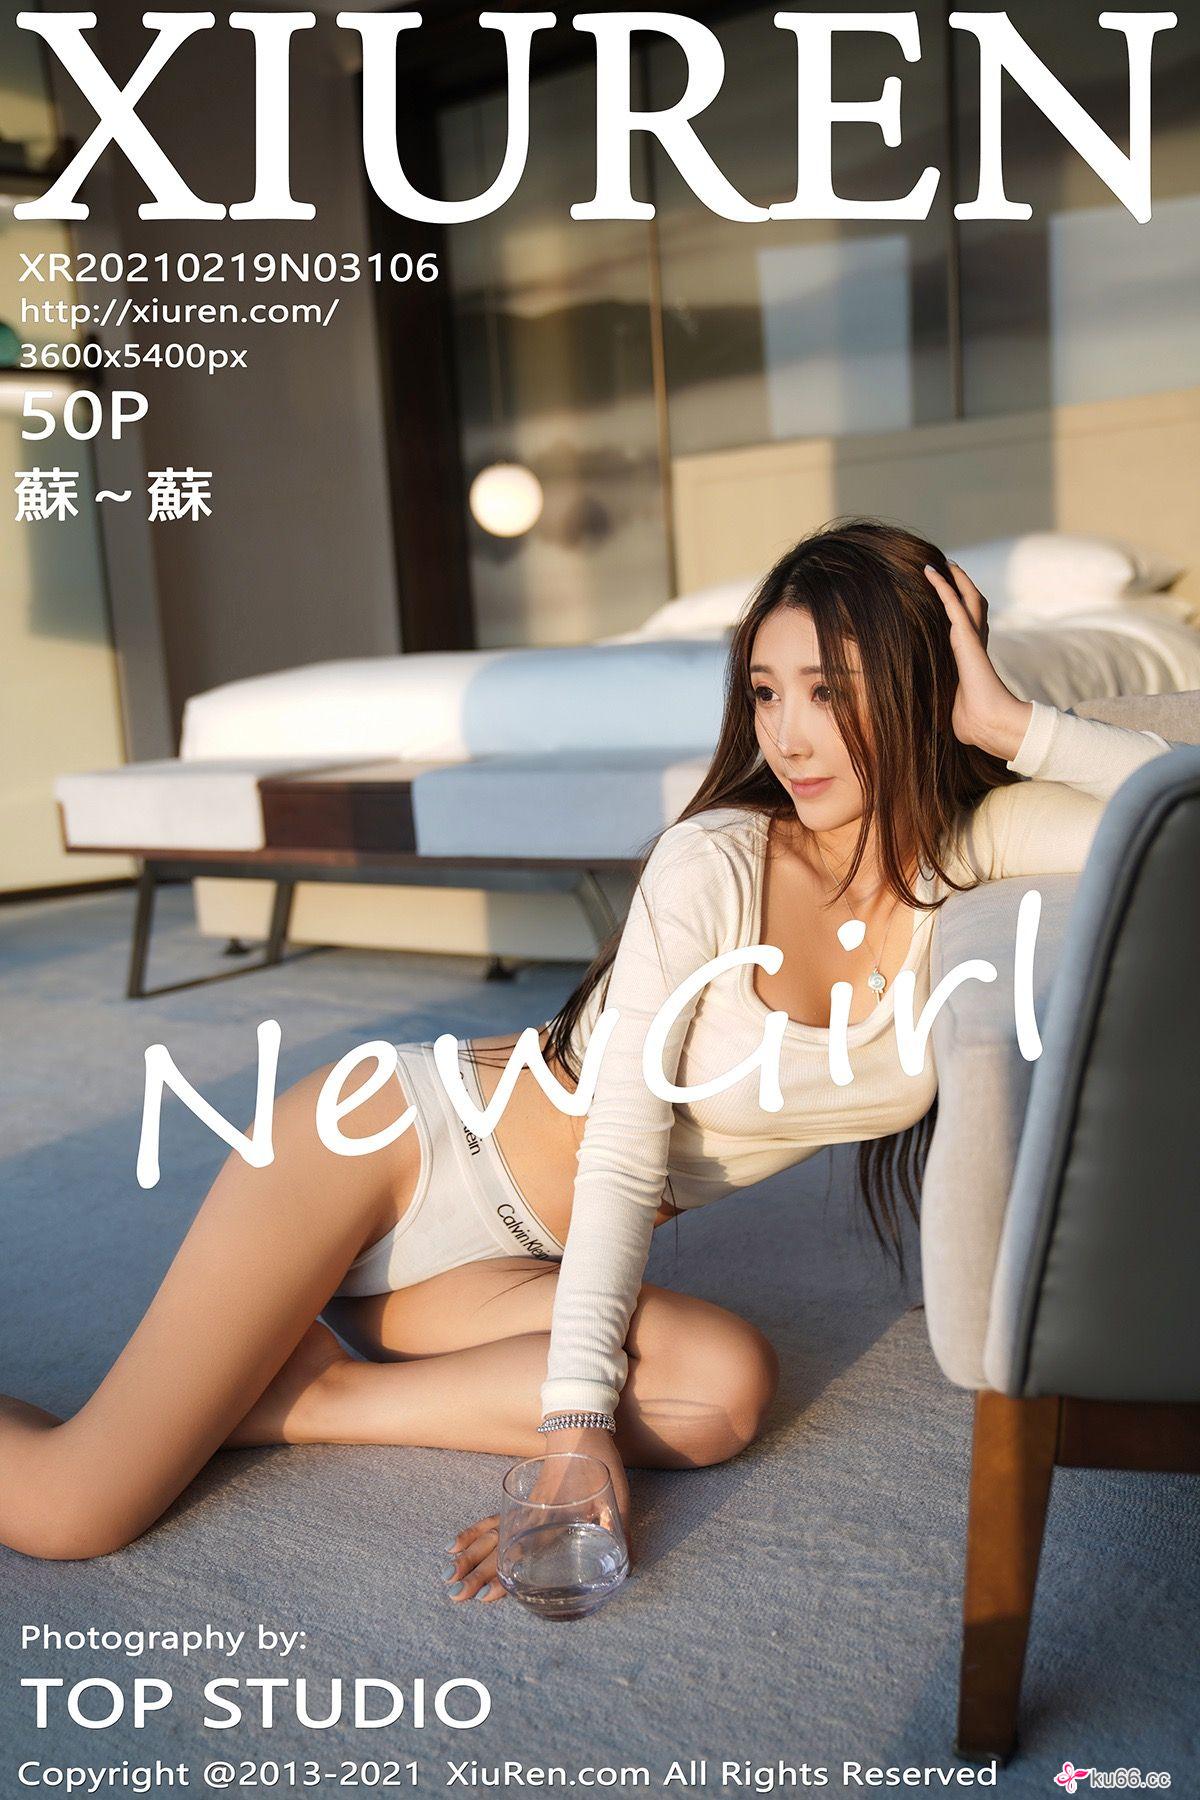 XIUREN
XR20210219N03106
http://xiuren.com/
3600x5400px
50P
蘇~蘇
NewGirl
Klein
Calvin Klein
Photography by:
TOP STUDIO
Copyright @2013-2021 XiuRen.com All Rights Reserved
ku66.cc